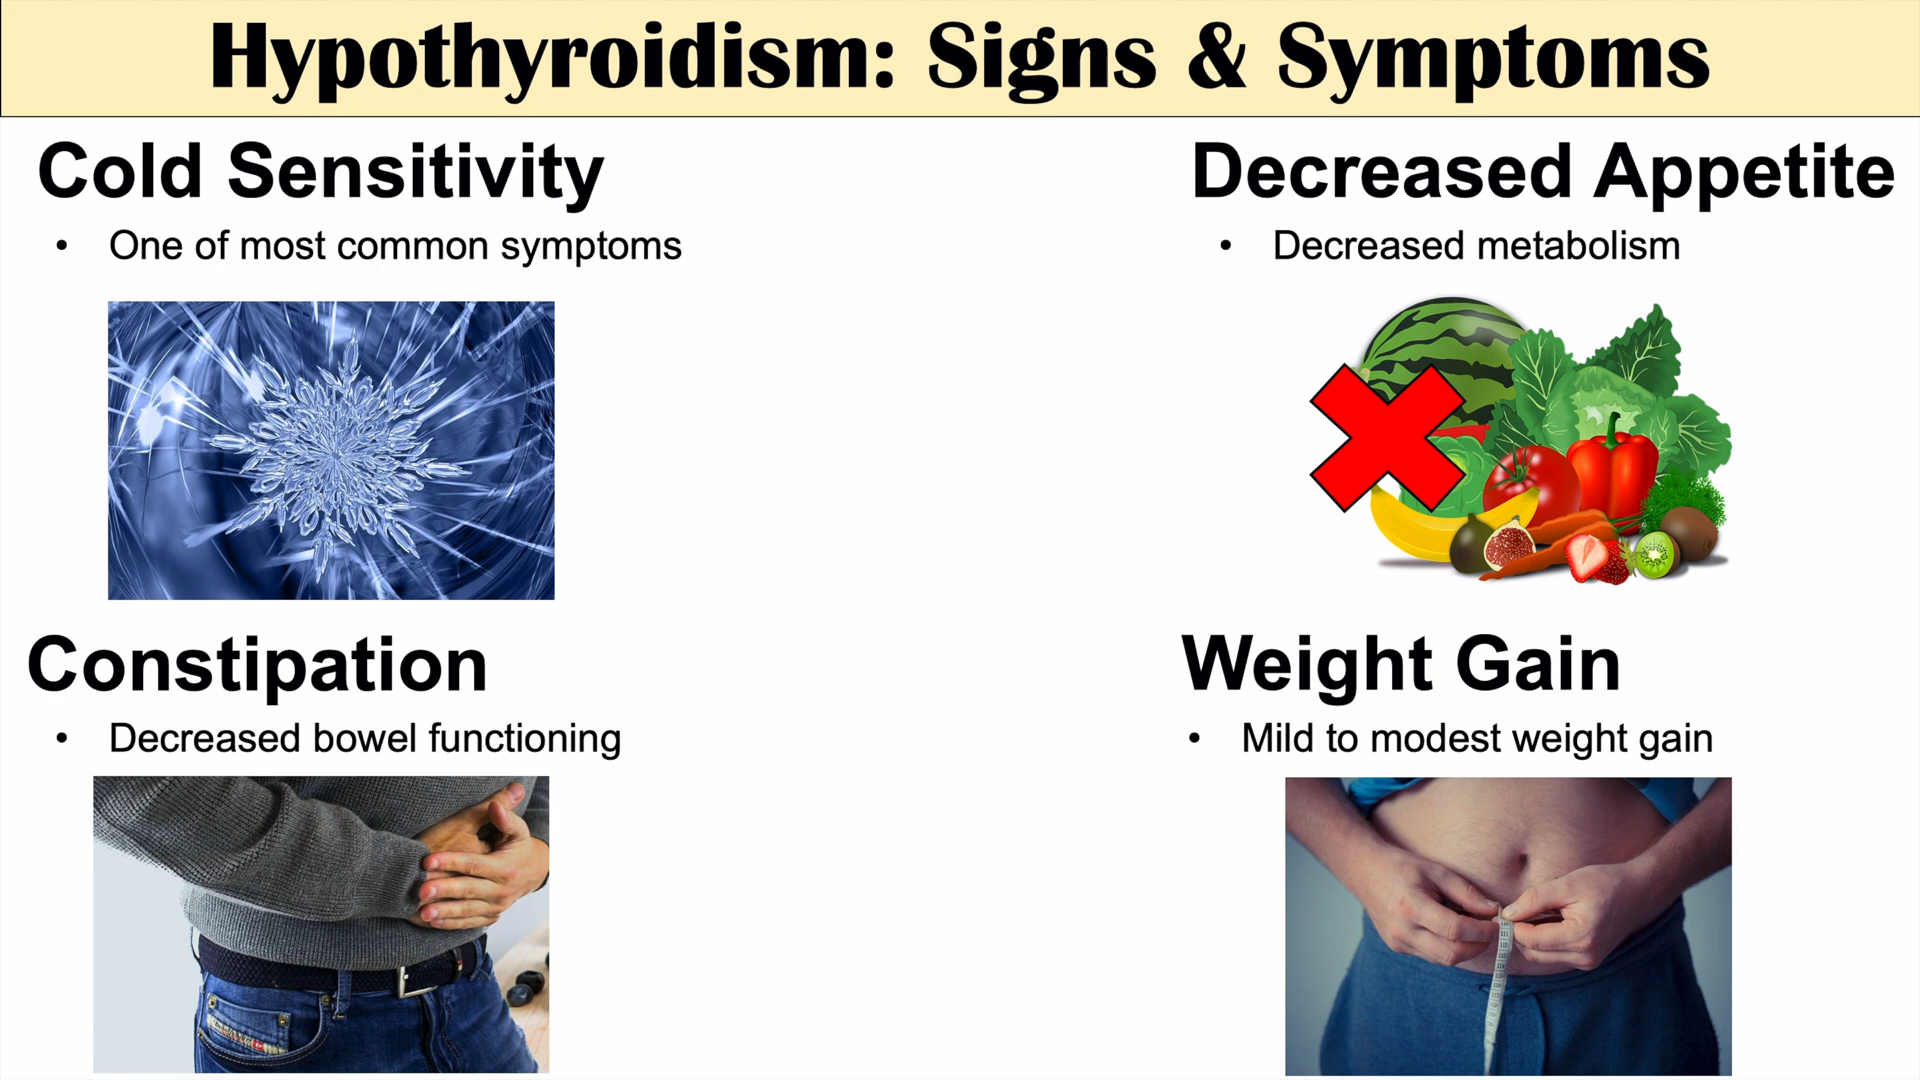 Hypothyroidism: Signs & Symptoms
Cold Sensitivity
• One of most common symptoms
Decreased Appetite
• Decreased metabolism
Constipation
• Decreased bowel functioning
Weight Gain
• Mild to modest weight gain